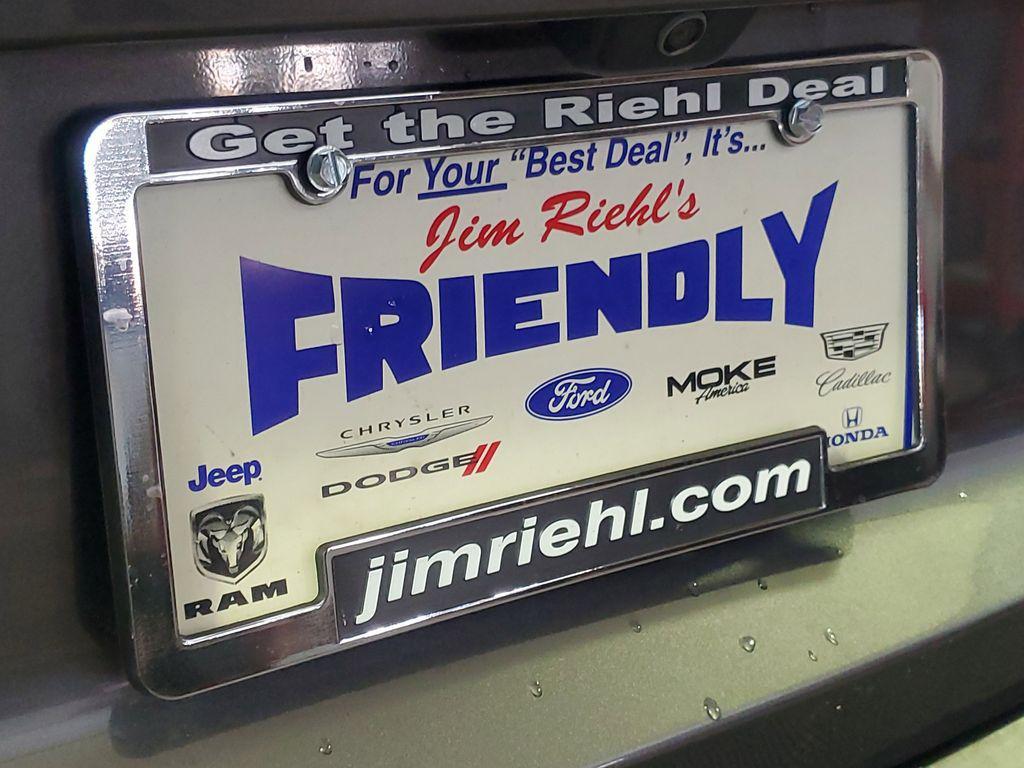 Get the Riehl Deal
For Your "Best Deal", It's...
Jim Riehl's
FRIENDLY
CHRYSLER
Ford
MOKE
America
Cadillac
HONDA
Jeep
DODGE
RAM
jimriehl.com